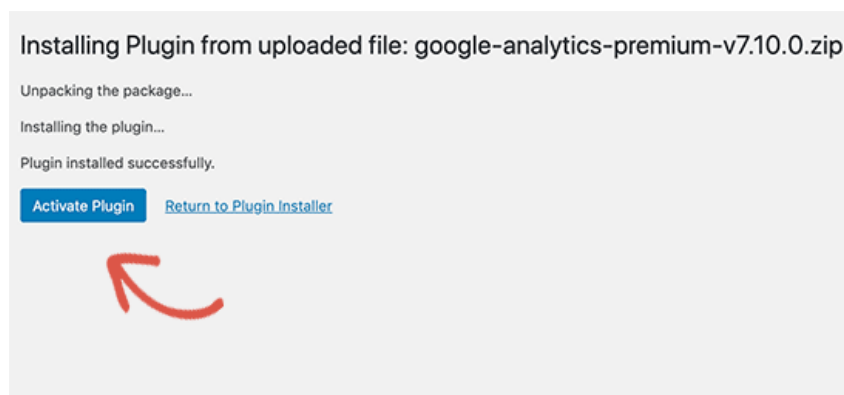 Installing Plugin from uploaded file: google-analytics-premium-v7.10.0.zip
Unpacking the package...
Installing the plugin...
Plugin installed successfully.
Activate Plugin Return to Plugin Installer